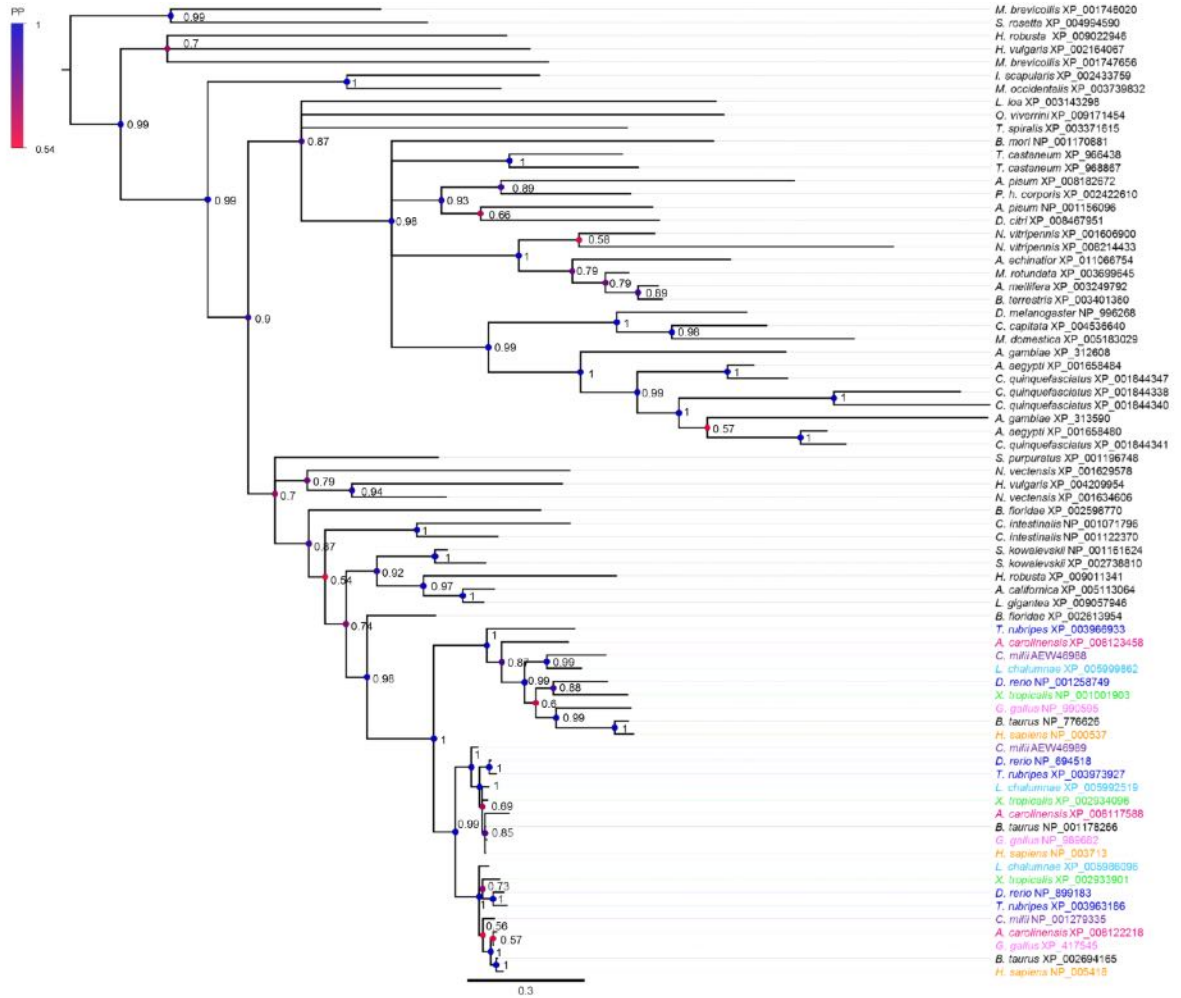 PP
1
0.54
M. brevicollis XP_001746020
0.99
S. rosetta XP_004994590
H. robusta XP_009022946
0.7
H. vulgaris XP_002164067
M. brevicollis XP_001747656
I. scapularis XP_002433759
1
M. occidentalis XP_003739832
L. loa XP_003143298
0.99
O. viverrini XP_009171454
T. spiralis XP_003371615
0.87
B. mori NP_001170881
T. castaneum XP_966438
1
T. castaneum XP_968867
A. pisum XP_008182672
0.89
P. h. corporis XP_002422610
0.99
0.93
A. pisum NP_001156096
0.66
D. citri XP_008467951
0.98
N. vitripennis XP_001606900
0.58
N. vitripennis XP_008214433
1
A. echinatior XP_011066754
0.79
M. rotundata XP_003699645
0.79
A. mellifera XP_003249792
0.89
B. terrestris XP_003401360
D. melanogaster NP_996268
0.9
1
C. capitata XP_004536640
0.98
M. domestica XP_005183029
0.99
A. gambiae XP_312608
A. aegypti XP_001658484
1
1
C. quinquefasciatus XP_001844347
0.99
C. quinquefasciatus XP_001844338
1
C. quinquefasciatus XP_001844340
1
A. gambiae XP_313590
0.57
A. aegypti XP_001658480
1
C. quinquefasciatus XP_001844341
S. purpuratus XP_001196748
N. vectensis XP_001629578
0.79
H. vulgaris XP_004209954
0.94
0.7
N. vectensis XP_001634606
B. floridae XP_002598770
C. intestinalis NP_001071796
1
C. intestinalis NP_001122370
0.87
S. kowalevskii NP_001161624
1
S. kowalevskii XP_002738810
0.92
0.54
H. robusta XP_009011341
0.97
A. californica XP_005113064
1
L. gigantea XP_009057946
B. floridae XP_002613954
0.74
T. rubripes XP_003966933
1
A. carolinensis XP_008123458
C. milii AEW46988
0.87
0.99
L. chalumnae XP_005999862
0.98
D. rerio NP_001258749
0.99
0.88
X. tropicalis NP_001001903
0.6
G. gallus NP_990595
0.99
B. taurus NP_776626
1
H. sapiens NP_000537
1
C. milii AEW46989
1
D. rerio NP_694518
1
T. rubripes XP_003973927
1
L. chalumnae XP_005992519
X. tropicalis XP_002934096
0.69
A. carolinensis XP_008117588
B. taurus NP_001178266
0.99
0.85
G. gallus NP_989682
H. sapiens NP_003713
L. chalumnae XP_005986096
X. tropicalis XP_002933901
0.73
D. rerio NP_899183
1
1
T. rubripes XP_003963186
C. milii NP_001279335
0.56
A. carolinensis XP_008122218
0.57
G. gallus XP_417545
1
B. taurus XP_002694165
1
H. sapiens NP_005418
0.3